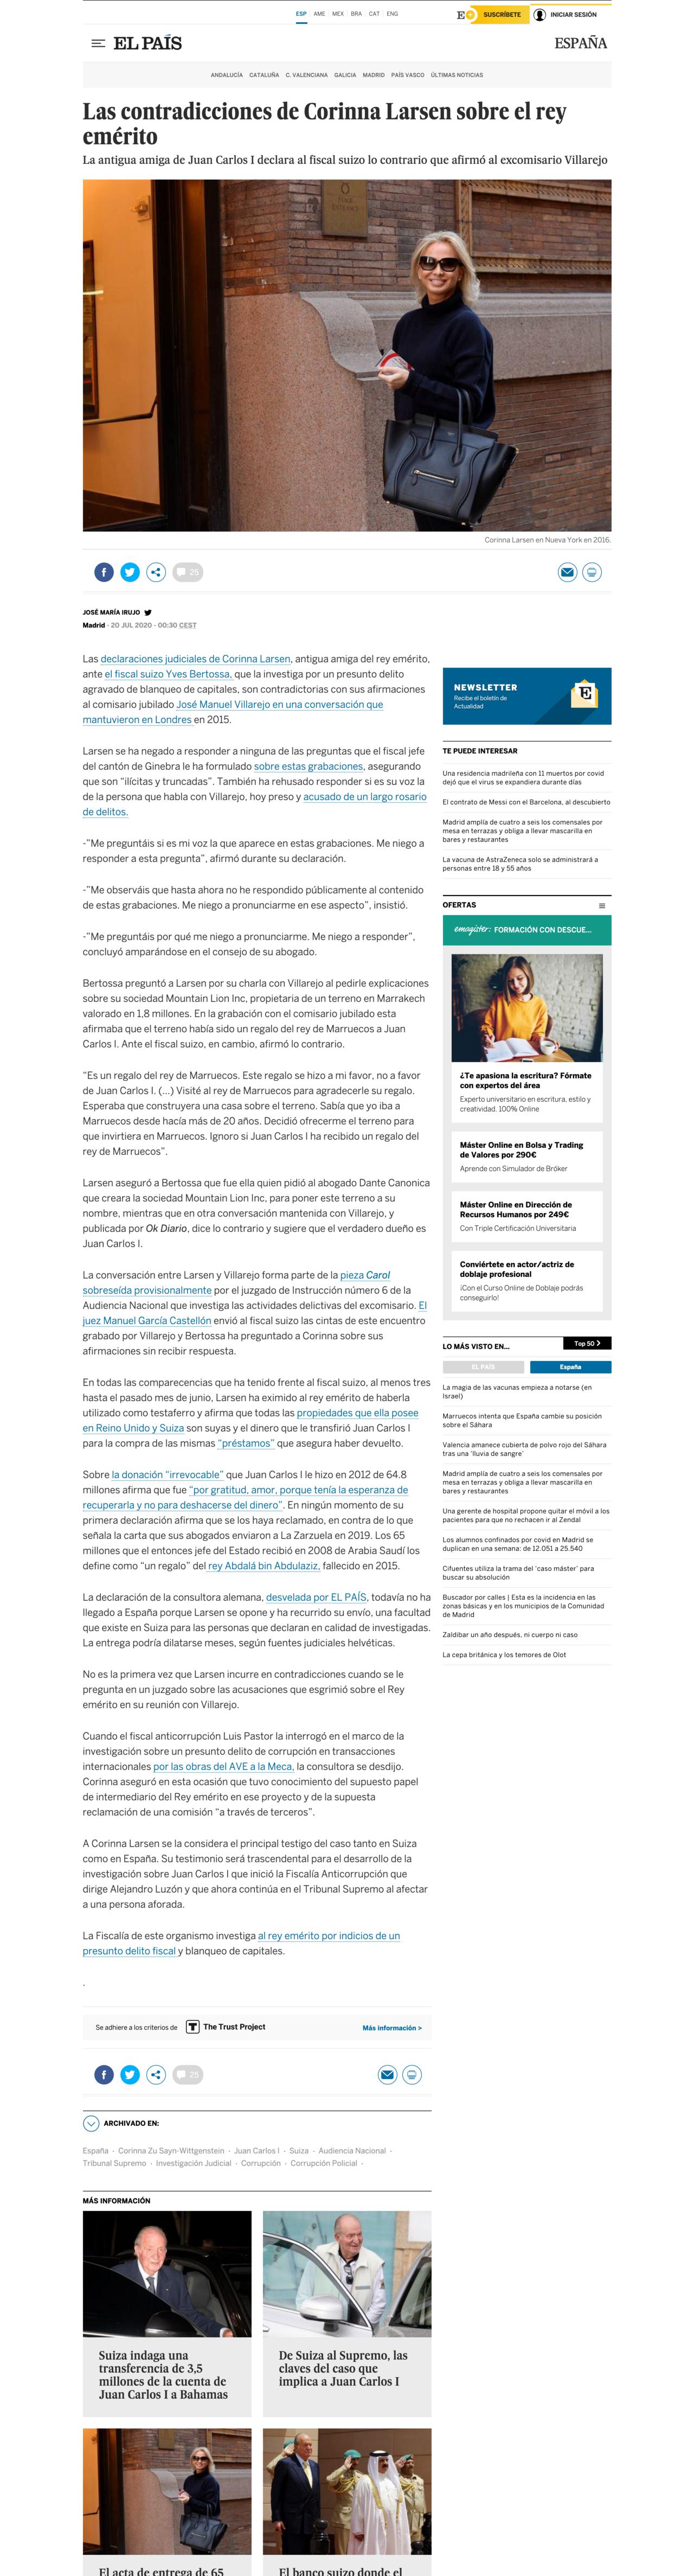 ESP AME MEX BRA CAT ENG
E+ SUSCRÍBETE
INICIAR SESIÓN
EL PAÍS
ESPAÑA
ANDALUCÍA CATALUÑA C. VALENCIANA GALICIA MADRID PAÍS VASCO ÚLTIMAS NOTICIAS
Las contradicciones de Corinna Larsen sobre el rey
emérito
La antigua amiga de Juan Carlos I declara al fiscal suizo lo contrario que afirmó al excomisario Villarejo
Corinna Larsen en Nueva York en 2016.
25
JOSÉ MARÍA IRUJO
Madrid - 20 JUL 2020 - 00:30 CEST
Las declaraciones judiciales de Corinna Larsen, antigua amiga del rey emérito,
ante el fiscal suizo Yves Bertossa, que la investiga por un presunto delito
agravado de blanqueo de capitales, son contradictorias con sus afirmaciones
al comisario jubilado José Manuel Villarejo en una conversación que
mantuvieron en Londres en 2015.
Larsen se ha negado a responder a ninguna de las preguntas que el fiscal jefe
del cantón de Ginebra le ha formulado sobre estas grabaciones, asegurando
que son “ilícitas y truncadas”. También ha rehusado responder si es su voz la
de la persona que habla con Villarejo, hoy preso y acusado de un largo rosario
de delitos.
-”Me preguntáis si es mi voz la que aparece en estas grabaciones. Me niego a
responder a esta pregunta”, afirmó durante su declaración.
-”Me observáis que hasta ahora no he respondido públicamente al contenido
de estas grabaciones. Me niego a pronunciarme en ese aspecto”, insistió.
-”Me preguntáis por qué me niego a pronunciarme. Me niego a responder”,
concluyó amparándose en el consejo de su abogado.
Bertossa preguntó a Larsen por su charla con Villarejo al pedirle explicaciones
sobre su sociedad Mountain Lion Inc, propietaria de un terreno en Marrakech
valorado en 1,8 millones. En la grabación con el comisario jubilado esta
afirmaba que el terreno había sido un regalo del rey de Marruecos a Juan
Carlos I. Ante el fiscal suizo, en cambio, afirmó lo contrario.
“Es un regalo del rey de Marruecos. Este regalo se hizo a mi favor, no a favor
de Juan Carlos I. (...) Visité al rey de Marruecos para agradecerle su regalo.
Esperaba que construyera una casa sobre el terreno. Sabía que yo iba a
Marruecos desde hacía más de 20 años. Decidió ofrecerme el terreno para
que invirtiera en Marruecos. Ignoro si Juan Carlos I ha recibido un regalo del
rey de Marruecos”.
Larsen aseguró a Bertossa que fue ella quien pidió al abogado Dante Canonica
que creara la sociedad Mountain Lion Inc, para poner este terreno a su
nombre, mientras que en otra conversación mantenida con Villarejo, y
publicada por Ok Diario, dice lo contrario y sugiere que el verdadero dueño es
Juan Carlos I.
La conversación entre Larsen y Villarejo forma parte de la pieza Carol
sobreseída provisionalmente por el juzgado de Instrucción número 6 de la
Audiencia Nacional que investiga las actividades delictivas del excomisario. El
juez Manuel García Castellón envió al fiscal suizo las cintas de este encuentro
grabado por Villarejo y Bertossa ha preguntado a Corinna sobre sus
afirmaciones sin recibir respuesta.
En todas las comparecencias que ha tenido frente al fiscal suizo, al menos tres
hasta el pasado mes de junio, Larsen ha eximido al rey emérito de haberla
utilizado como testaferro y afirma que todas las propiedades que ella posee
en Reino Unido y Suiza son suyas y el dinero que le transfirió Juan Carlos I
para la compra de las mismas “préstamos” que asegura haber devuelto.
Sobre la donación “irrevocable” que Juan Carlos I le hizo en 2012 de 64.8
millones afirma que fue “por gratitud, amor, porque tenía la esperanza de
recuperarla y no para deshacerse del dinero”. En ningún momento de su
primera declaración afirma que se los haya reclamado, en contra de lo que
señala la carta que sus abogados enviaron a La Zarzuela en 2019. Los 65
millones que el entonces jefe del Estado recibió en 2008 de Arabia Saudí los
define como “un regalo” del rey Abdalá bin Abdulaziz, fallecido en 2015.
La declaración de la consultora alemana, desvelada por EL PAÍS, todavía no ha
llegado a España porque Larsen se opone y ha recurrido su envío, una facultad
que existe en Suiza para las personas que declaran en calidad de investigadas.
La entrega podría dilatarse meses, según fuentes judiciales helvéticas.
No es la primera vez que Larsen incurre en contradicciones cuando se le
pregunta en un juzgado sobre las acusaciones que esgrimió sobre el Rey
emérito en su reunión con Villarejo.
Cuando el fiscal anticorrupción Luis Pastor la interrogó en el marco de la
investigación sobre un presunto delito de corrupción en transacciones
internacionales por las obras del AVE a la Meca, la consultora se desdijo.
Corinna aseguró en esta ocasión que tuvo conocimiento del supuesto papel
de intermediario del Rey emérito en ese proyecto y de la supuesta
reclamación de una comisión “a través de terceros”.
A Corinna Larsen se la considera el principal testigo del caso tanto en Suiza
como en España. Su testimonio será trascendental para el desarrollo de la
investigación sobre Juan Carlos I que inició la Fiscalía Anticorrupción que
dirige Alejandro Luzón y que ahora continúa en el Tribunal Supremo al afectar
a una persona aforada.
La Fiscalía de este organismo investiga al rey emérito por indicios de un
presunto delito fiscal y blanqueo de capitales.
.
Se adhiere a los criterios de The Trust Project Más información >
25
ARCHIVADO EN:
España · Corinna Zu Sayn-Wittgenstein · Juan Carlos I · Suiza · Audiencia Nacional ·
Tribunal Supremo · Investigación Judicial · Corrupción · Corrupción Policial ·
MÁS INFORMACIÓN
Suiza indaga una
transferencia de 3,5
millones de la cuenta de
Juan Carlos I a Bahamas
De Suiza al Supremo, las
claves del caso que
implica a Juan Carlos I
El acta de entrega de 65
El banco suizo donde el
NEWSLETTER
Recibe el boletín de
Actualidad
TE PUEDE INTERESAR
Una residencia madrileña con 11 muertos por covid
dejó que el virus se expandiera durante días
El contrato de Messi con el Barcelona, al descubierto
Madrid amplía de cuatro a seis los comensales por
mesa en terrazas y obliga a llevar mascarilla en
bares y restaurantes
La vacuna de AstraZeneca solo se administrará a
personas entre 18 y 55 años
OFERTAS
emagister: FORMACIÓN CON DESCUE...
¿Te apasiona la escritura? Fórmate
con expertos del área
Experto universitario en escritura, estilo y
creatividad. 100% Online
Máster Online en Bolsa y Trading
de Valores por 290€
Aprende con Simulador de Bróker
Máster Online en Dirección de
Recursos Humanos por 249€
Con Triple Certificación Universitaria
Conviértete en actor/actriz de
doblaje profesional
¡Con el Curso Online de Doblaje podrás
conseguirlo!
LO MÁS VISTO EN...
Top 50
EL PAÍS
España
La magia de las vacunas empieza a notarse (en
Israel)
Marruecos intenta que España cambie su posición
sobre el Sáhara
Valencia amanece cubierta de polvo rojo del Sáhara
tras una ‘lluvia de sangre’
Madrid amplía de cuatro a seis los comensales por
mesa en terrazas y obliga a llevar mascarilla en
bares y restaurantes
Una gerente de hospital propone quitar el móvil a los
pacientes para que no rechacen ir al Zendal
Los alumnos confinados por covid en Madrid se
duplican en una semana: de 12.051 a 25.540
Cifuentes utiliza la trama del ‘caso máster’ para
buscar su absolución
Buscador por calles | Esta es la incidencia en las
zonas básicas y en los municipios de la Comunidad
de Madrid
Zaldibar un año después, ni cuerpo ni caso
La cepa británica y los temores de Olot